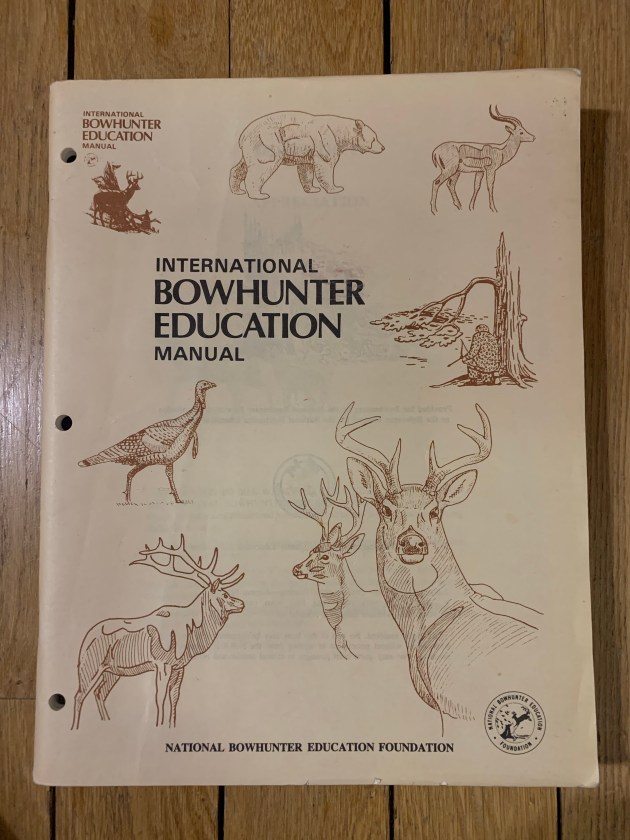 INTERNATIONAL
BOWHUNTER
EDUCATION
MANUAL
INTERNATIONAL
BOWHUNTER
EDUCATION
MANUAL
NATIONAL BOWHUNTER EDUCATION FOUNDATION
NATIONAL BOWHUNTER EDUCATION
FOUNDATION